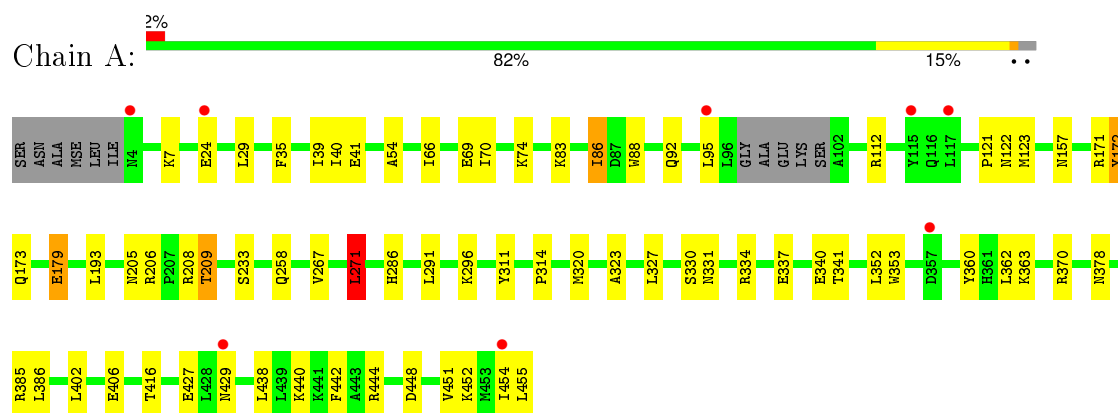 2%
Chain A:
82% 15% • •
SER ASN ALA MSE LEU ILE N4 K7 E24 L29 F35 I39 I40 E41 A54 I66 E69 I70 K74 K83 I86 D87 W88 Q92 L95 L96 GLY ALA GLU LYS SER A102 R112 Y115 Q116 L117 P121 N122 M123 N157 R171 Y172
Q173 E179 L193 N205 R206 P207 R208 T209 S233 Q258 V267 L271 H286 L291 K296 Y311 P314 M320 A323 L327 S330 N331 R334 E337 E340 T341 L352 W353 D357 Y360 H361 L362 K363 R370 N378
R385 L386 L402 E406 T416 E427 L428 N429 L438 L439 K440 K441 F442 A443 R444 D448 V451 K452 M453 I454 L455